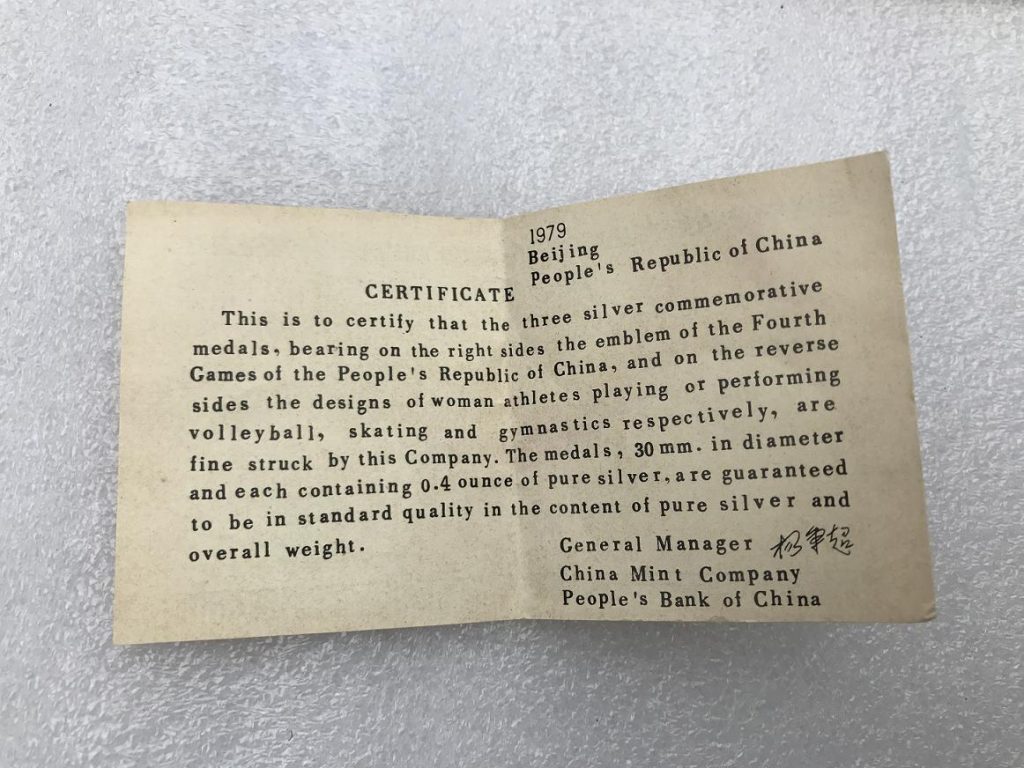 1979
Beijing
People's Republic of China
CERTIFICATE
This is to certify that the three silver commemorative
medals, bearing on the right sides the emblem of the Fourth
Games of the People's Republic of China, and on the reverse
sides the designs of woman athletes playing or performing
volleyball, skating and gymnastics respectively, are
fine struck by this Company. The medals, 30 mm. in diameter
and each containing 0.4 ounce of pure silver, are guaranteed
to be in standard quality in the content of pure silver and
overall weight.
General Manager
China Mint Company
People's Bank of China